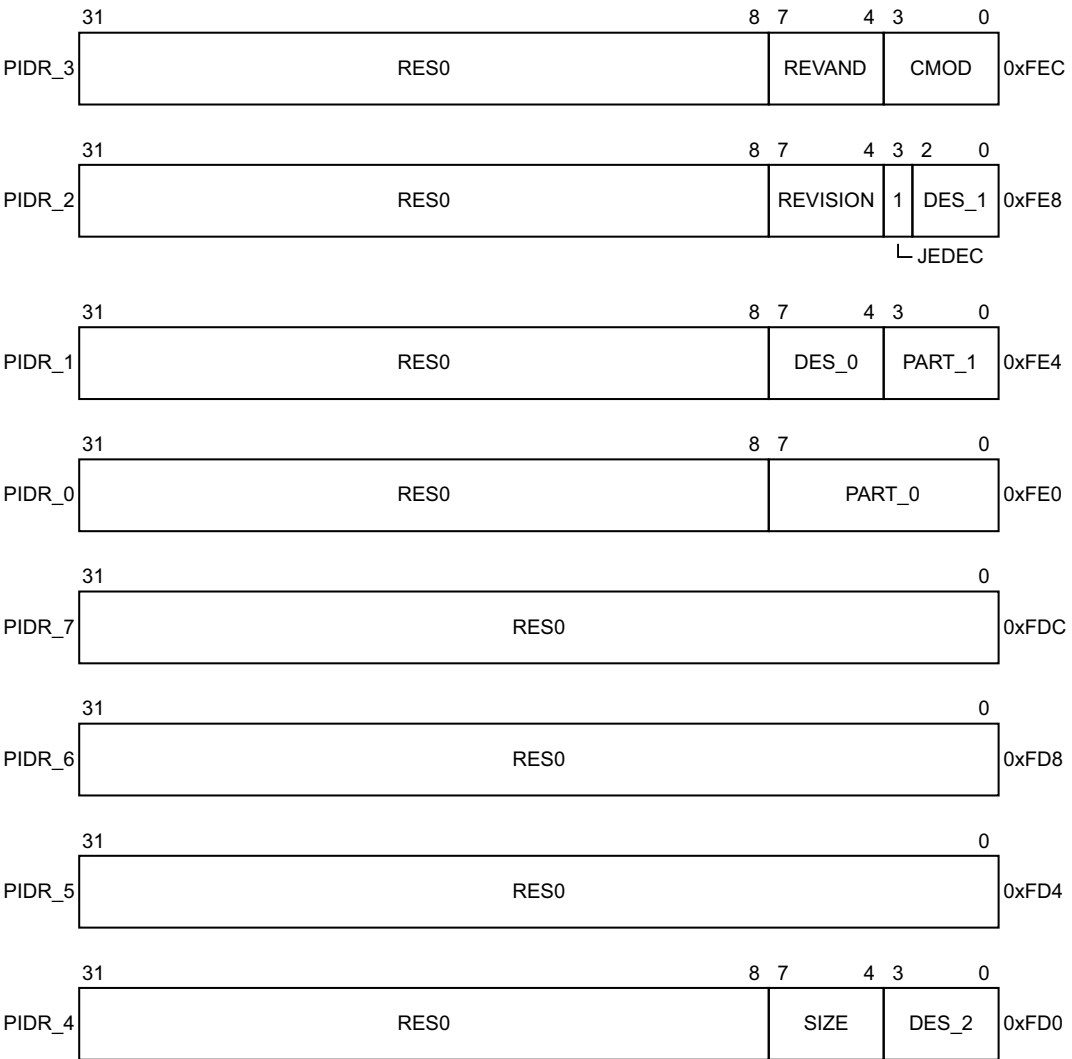 31 8 7 4 3 0
PIDR_3 RES0 REVAND CMOD 0xFEC
31 8 7 4 3 2 0
PIDR_2 RES0 REVISION 1 DES_1 0xFE8
JEDEC
31 8 7 4 3 0
PIDR_1 RES0 DES_0 PART_1 0xFE4
31 8 7 0
PIDR_0 RES0 PART_0 0xFE0
31 0
PIDR_7 RES0 0xFDC
31 0
PIDR_6 RES0 0xFD8
31 0
PIDR_5 RES0 0xFD4
31 8 7 4 3 0
PIDR_4 RES0 SIZE DES_2 0xFD0